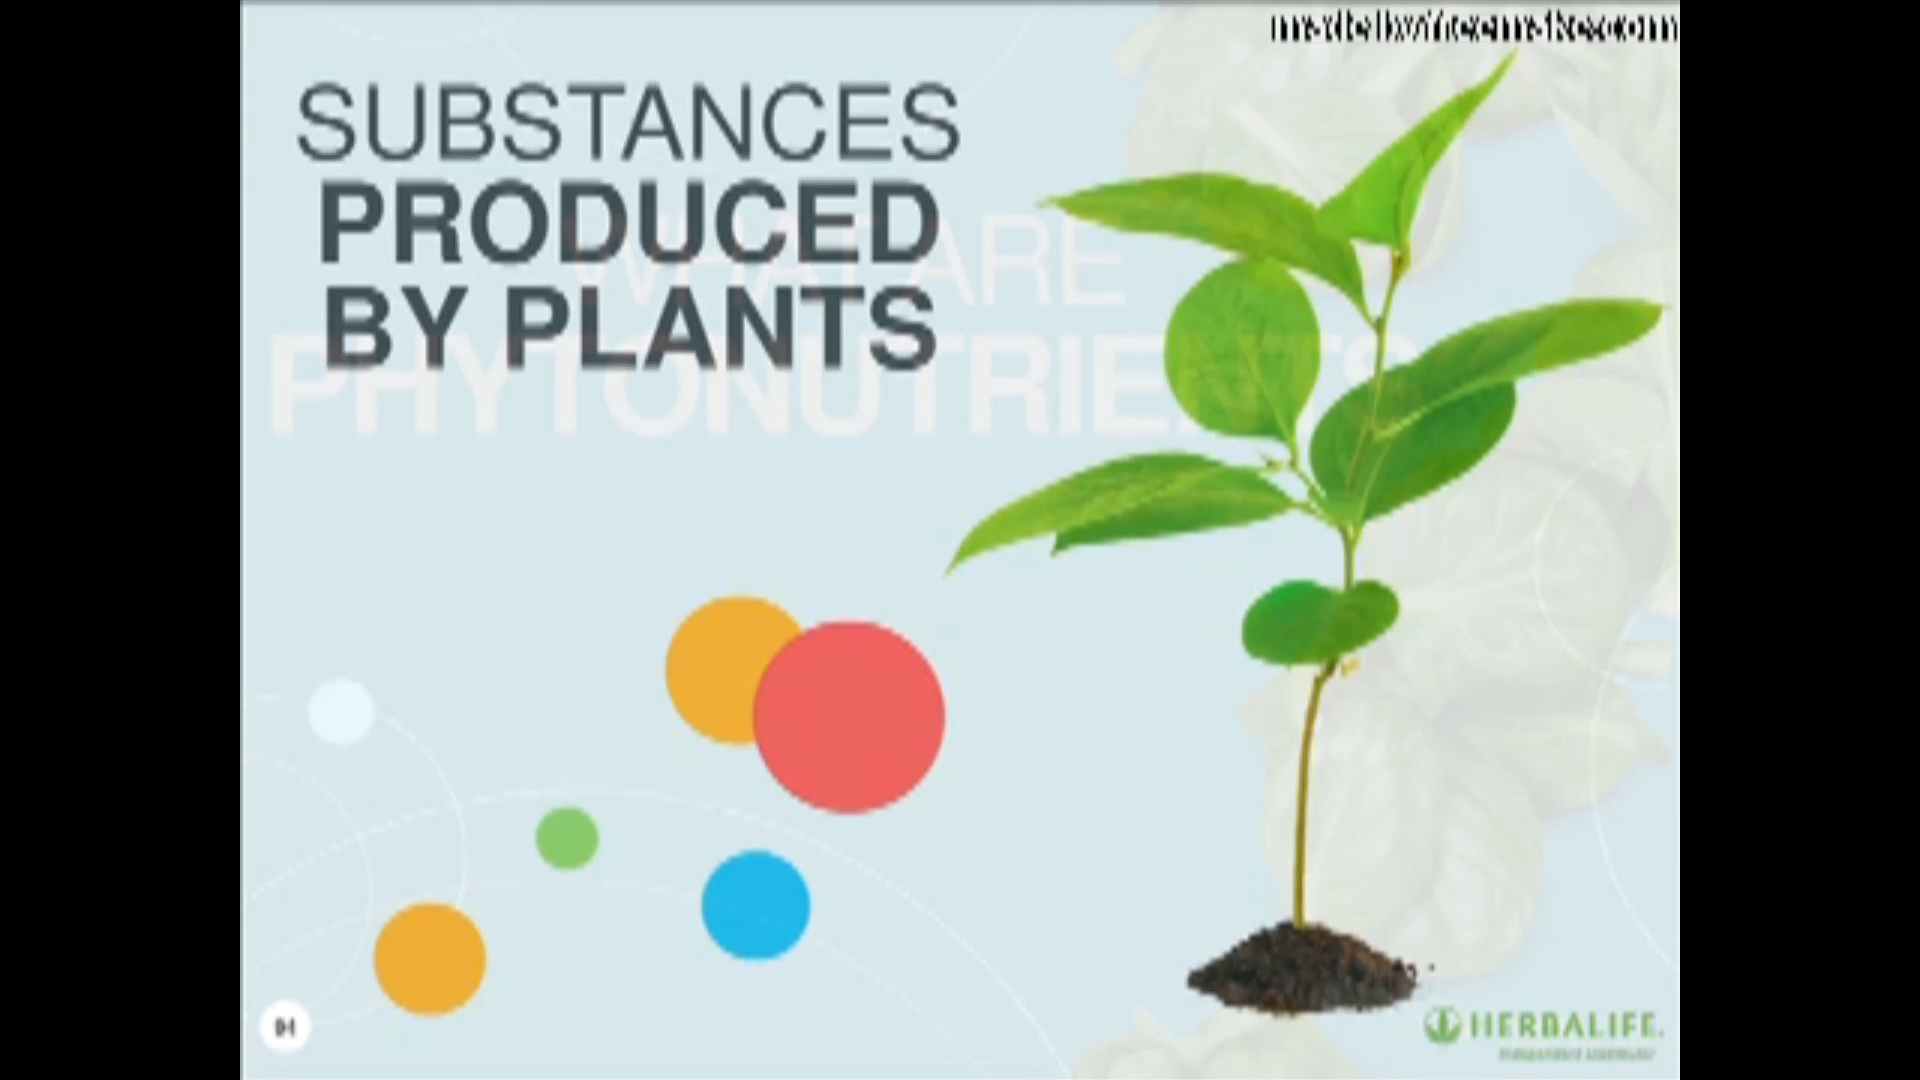 SUBSTANCES
PRODUCED
BY PLANTS
WHAT ARE
PHYTONUTRIENTS
HERBALIFE